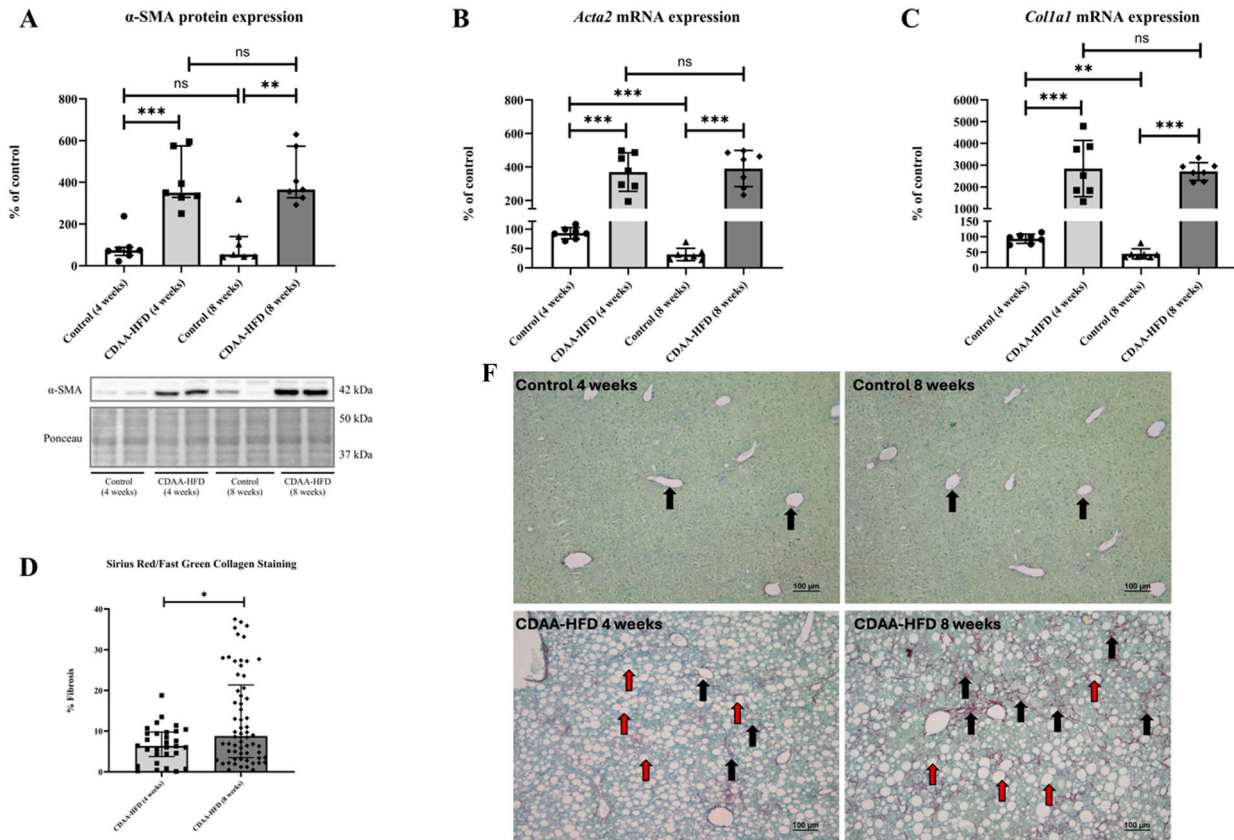 A
α-SMA protein expression
ns
ns
**
***
% of control
800
600
400
200
0
Control (4 weeks)
CDAA-HFD (4 weeks)
Control (8 weeks)
CDAA-HFD (8 weeks)
α-SMA
42 kDa
Ponceau
50 kDa
37 kDa
Control
(4 weeks)
CDAA-HFD
(4 weeks)
Control
(8 weeks)
CDAA-HFD
(8 weeks)
B
Acta2 mRNA expression
ns
***
***
***
% of control
800
600
400
200
100
50
0
Control (4 weeks)
CDAA-HFD (4 weeks)
Control (8 weeks)
CDAA-HFD (8 weeks)
C
Col1a1 mRNA expression
ns
**
***
***
% of control
6000
5000
4000
3000
2000
1000
150
100
50
0
Control (4 weeks)
CDAA-HFD (4 weeks)
Control (8 weeks)
CDAA-HFD (8 weeks)
D
Sirius Red/Fast Green Collagen Staining
*
% Fibrosis
40
30
20
10
0
CDAA-HFD (4 weeks)
CDAA-HFD (8 weeks)
F
Control 4 weeks
100 µm
Control 8 weeks
100 µm
CDAA-HFD 4 weeks
100 µm
CDAA-HFD 8 weeks
100 µm